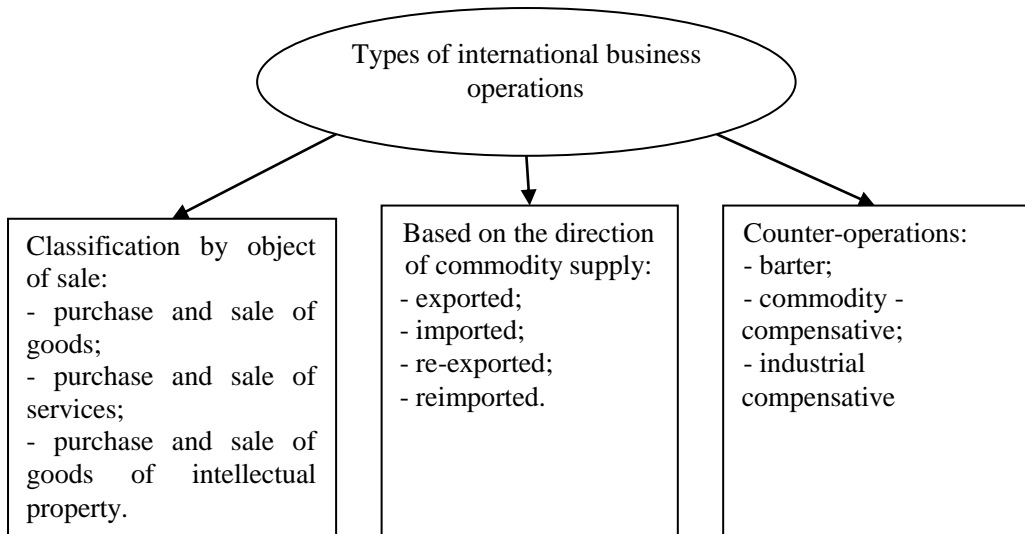 Types of international business
operations
Classification by object
of sale:
- purchase and sale of
goods;
- purchase and sale of
services;
- purchase and sale of
goods of intellectual
property.
Based on the direction
of commodity supply:
- exported;
- imported;
- re-exported;
- reimported.
Counter-operations:
- barter;
- commodity -
compensative;
- industrial
compensative